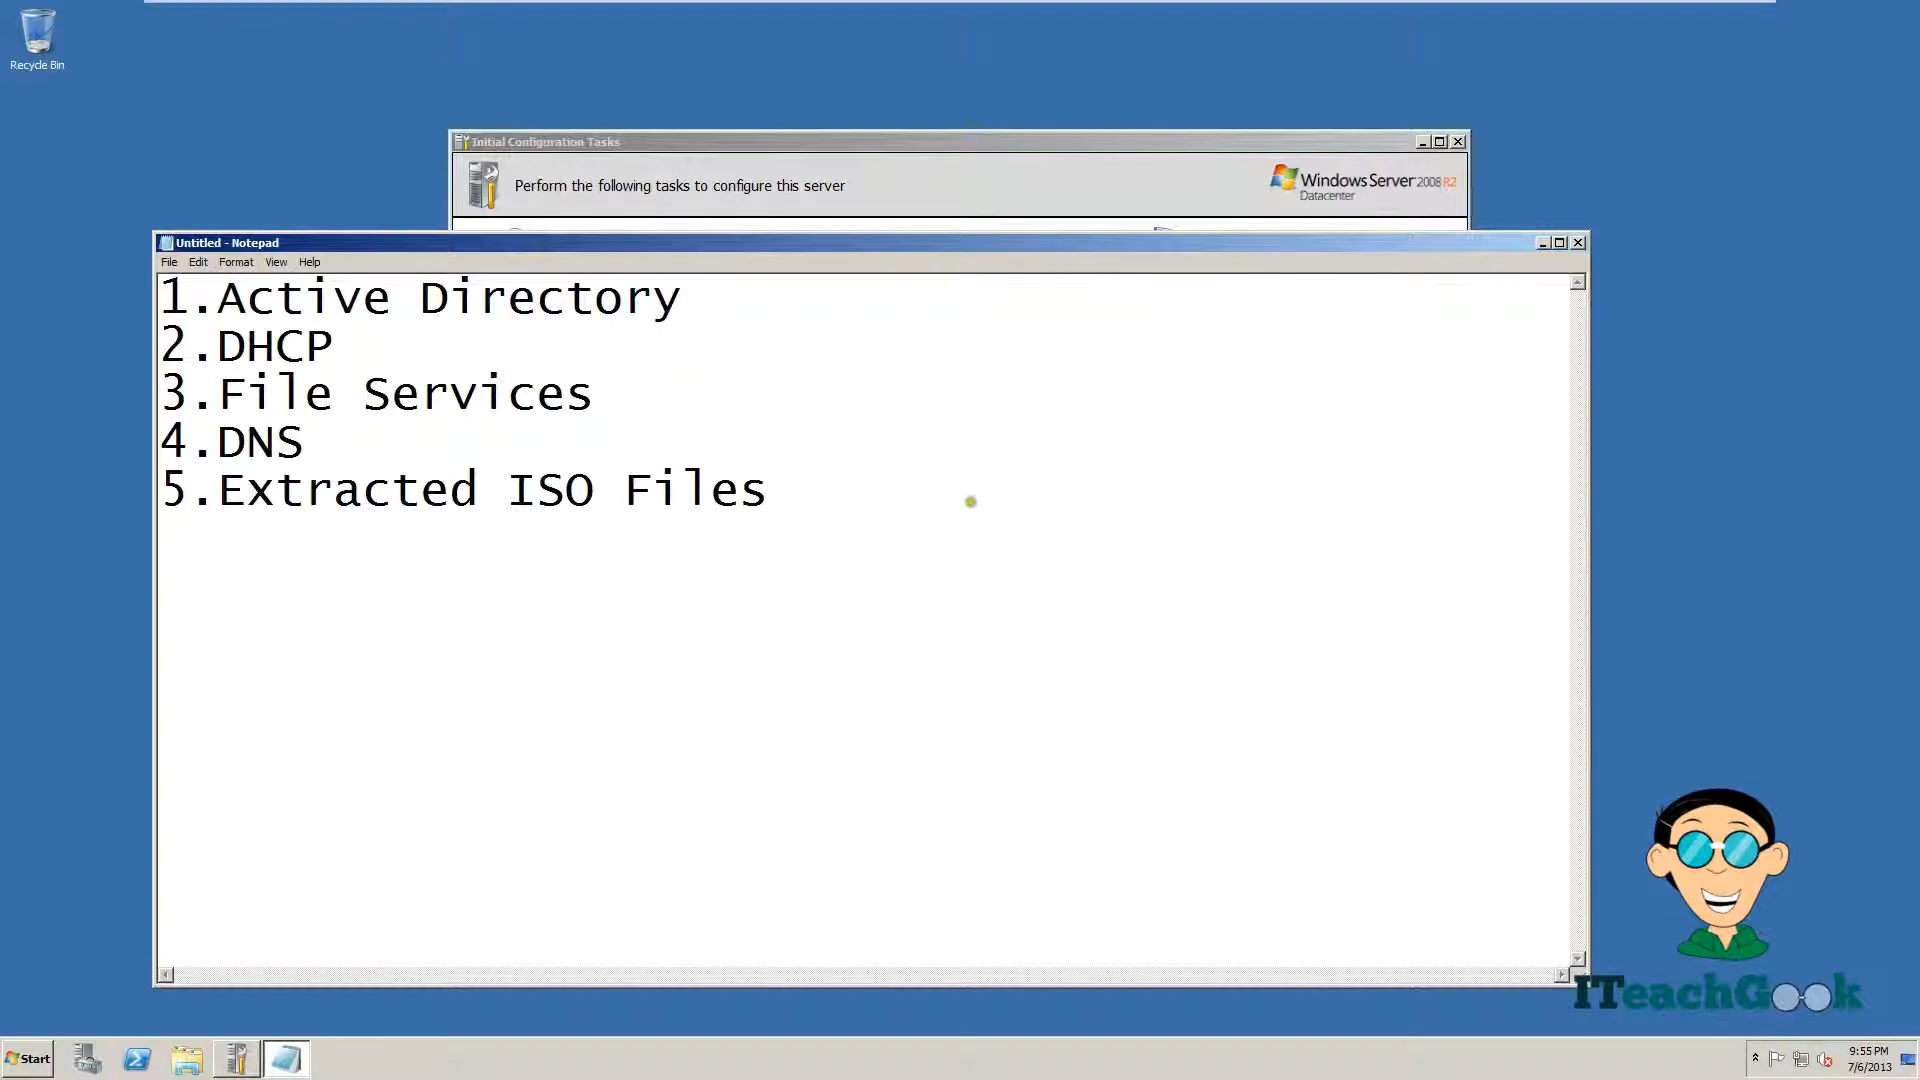 Recycle Bin
Initial Configuration Tasks
Perform the following tasks to configure this server
Windows Server 2008 R2
Datacenter
Untitled - Notepad
File Edit Format View Help
1.Active Directory
2.DHCP
3.File Services
4.DNS
5.Extracted ISO Files
ITeachGook
Start
9:55 PM
7/6/2013